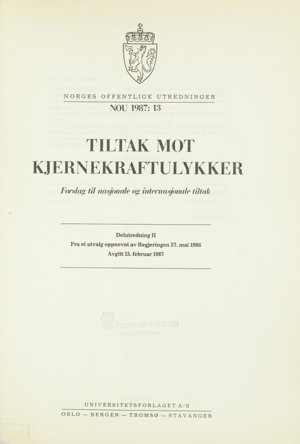 NORGES OFFENTLIGE UTREDNINGER
NOU 1987: 13
TILTAK MOT
KJERNEKRAFTULYKKER
Forslag til nasjonale og internasjonale tiltak
Delutredning II
Fra et utvalg oppnevnt av Regjeringen 27. mai 1986
Avgitt 13. februar 1987
UNIVERSITETSFORLAGET A/S
OSLO — BERGEN — TROMSØ — STAVANGER